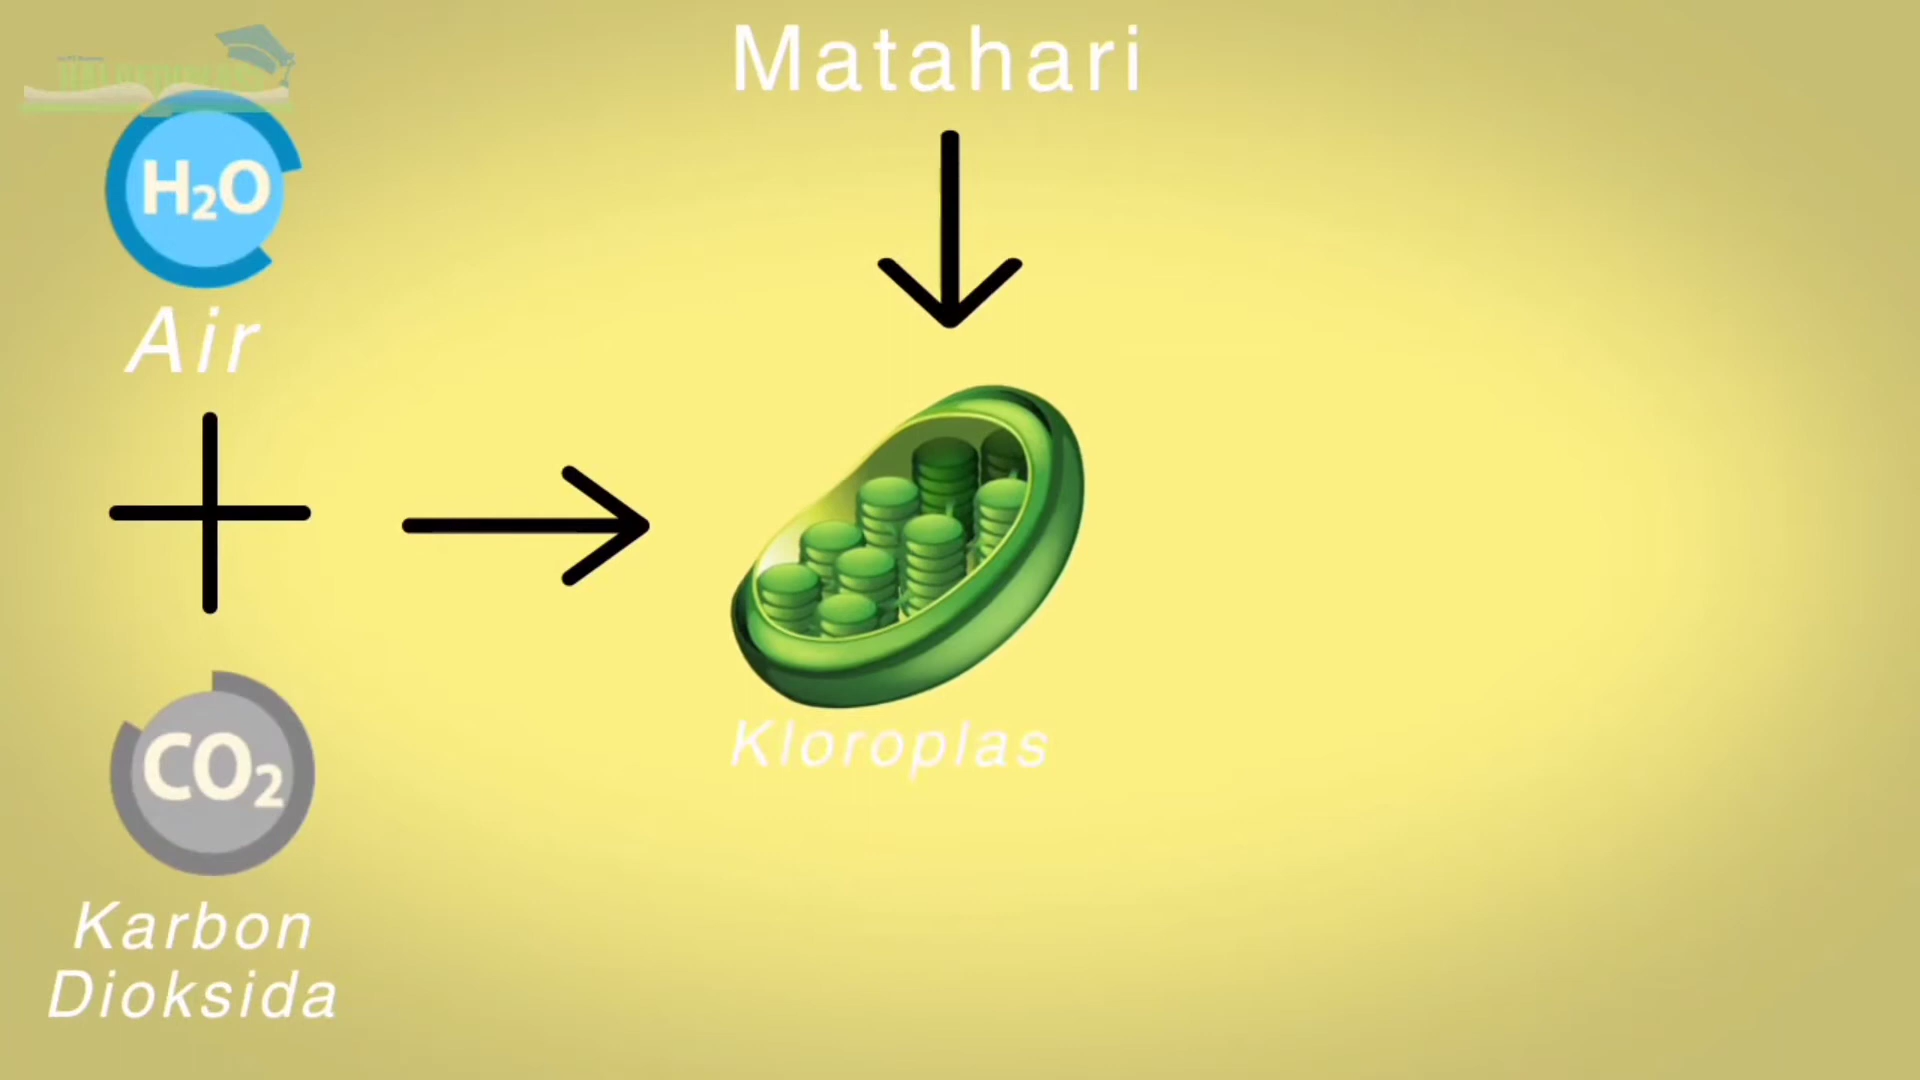 Matahari
H₂O
Air
CO₂
Kloroplas
Karbon
Dioksida